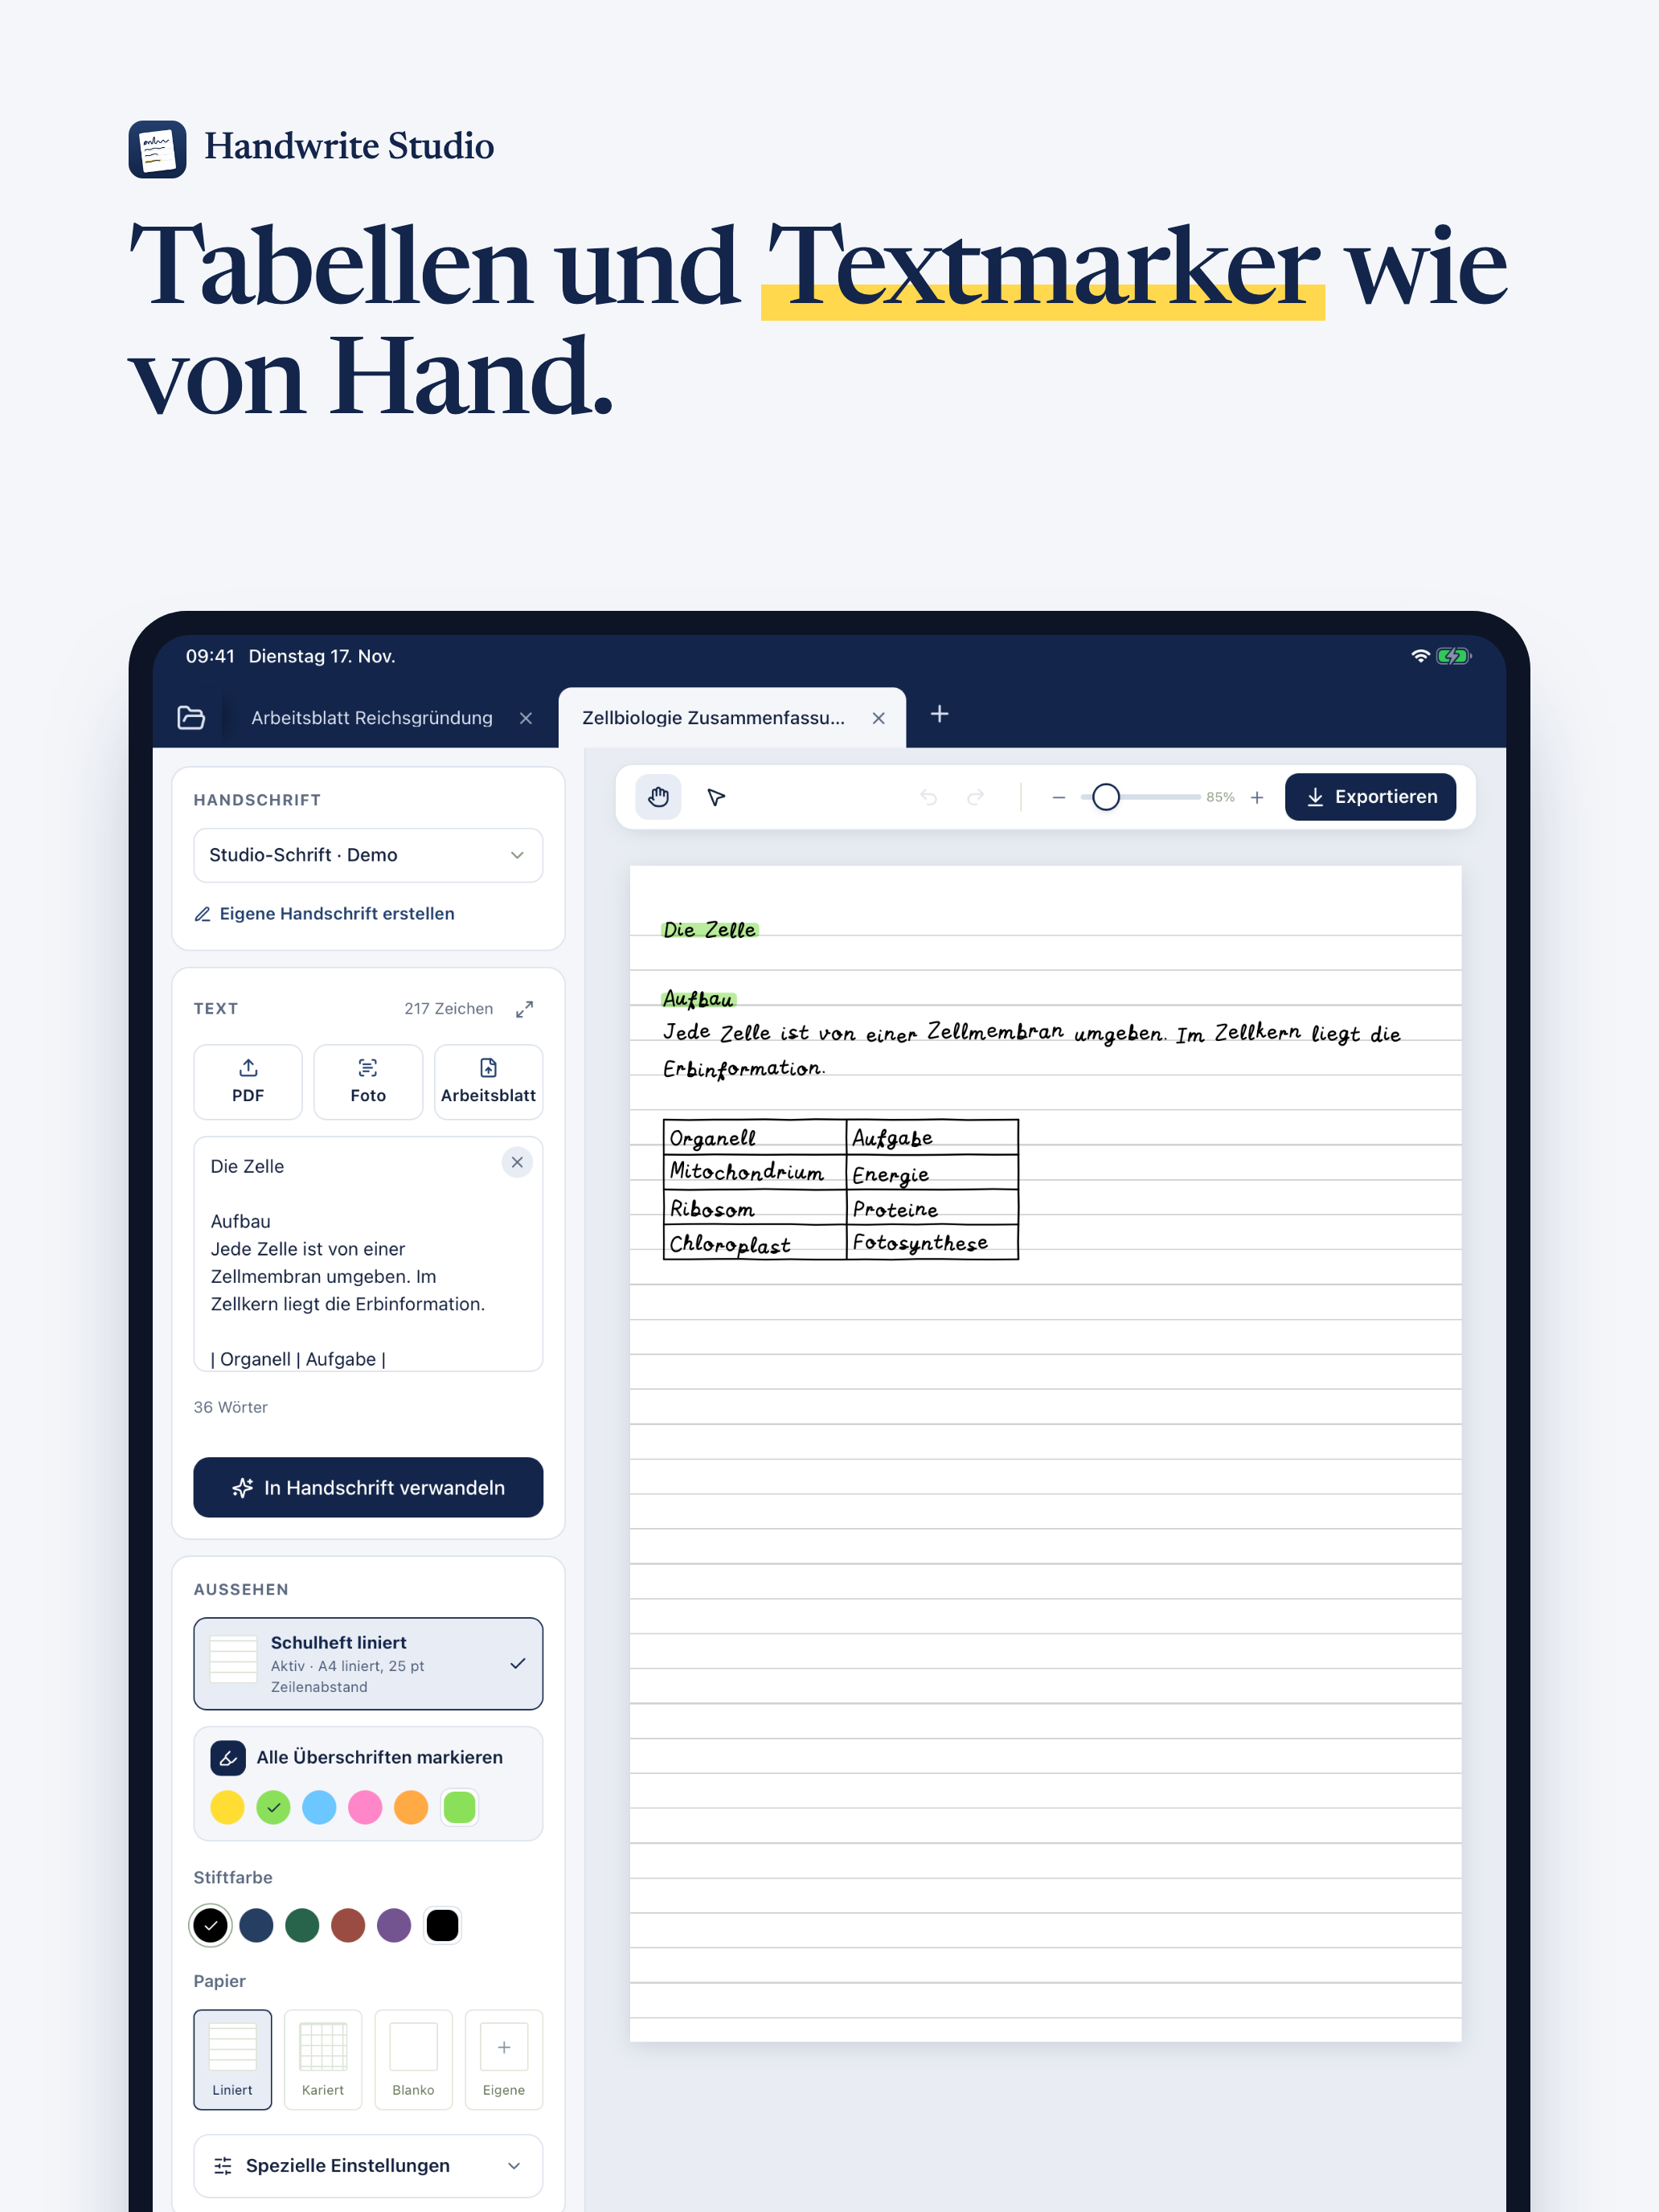 Handwrite Studio
Tabellen und Textmarker wie
von Hand.
09:41 Dienstag 17. Nov.
Arbeitsblatt Reichsgründung
Zellbiologie Zusammenfassu...
HANDSCHRIFT
Studio-Schrift · Demo
Eigene Handschrift erstellen
TEXT 217 Zeichen
PDF Foto Arbeitsblatt
Die Zelle
Aufbau
Jede Zelle ist von einer
Zellmembran umgeben. Im
Zellkern liegt die Erbinformation.
| Organell | Aufgabe |
36 Wörter
In Handschrift verwandeln
AUSSEHEN
Schulheft liniert
Aktiv · A4 liniert, 25 pt
Zeilenabstand
Alle Überschriften markieren
Stiftfarbe
Papier
Liniert Kariert Blanko Eigene
Spezielle Einstellungen
85% Exportieren
Die Zelle
Aufbau
Jede Zelle ist von einer Zellmembran umgeben. Im Zellkern liegt die
Erbinformation.
Organell Aufgabe
Mitochondrium Energie
Ribosom Proteine
Chloroplast Fotosynthese